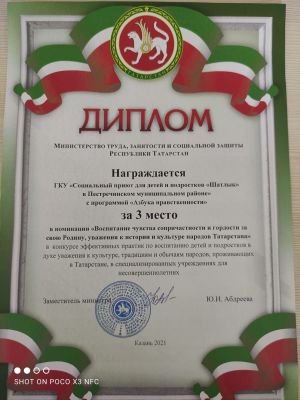 ТАТАРСТАН
ДИПЛОМ
МИНИСТЕРСТВО ТРУДА, ЗАНЯТОСТИ И СОЦИАЛЬНОЙ ЗАЩИТЫ
РЕСПУБЛИКИ ТАТАРСТАН
Награждается
ГКУ «Социальный приют для детей и подростков «Шатлык»
в Пестречинском муниципальном районе»
с программой «Азбука нравственности»
за 3 место
в номинации «Воспитание чувства сопричастности и гордости за
свою Родину, уважения к истории и культуре народов Татарстана»
в конкурсе эффективных практик по воспитанию детей и подростков в
духе уважения к культуре, традициям и обычаям народов, проживающих
в Татарстане, в специализированных учреждениях для
несовершеннолетних
Заместитель министра
Ю.И. Абдреева
Казань 2021
SHOT ON POCO X3 NFC